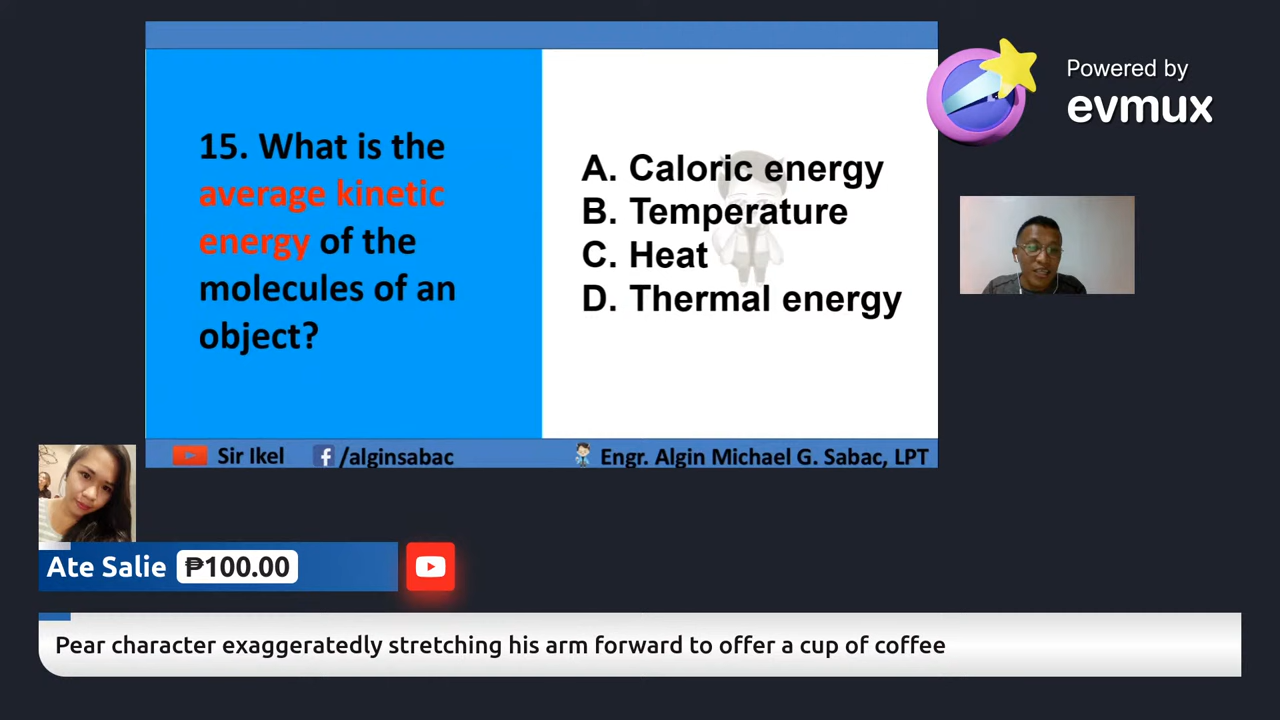 15. What is the
average kinetic
energy of the
molecules of an
object?
A. Caloric energy
B. Temperature
C. Heat
D. Thermal energy
Sir Ikel
/alginsabac
Engr. Algin Michael G. Sabac, LPT
Powered by
evmux
Ate Salie
₱100.00
Pear character exaggeratedly stretching his arm forward to offer a cup of coffee